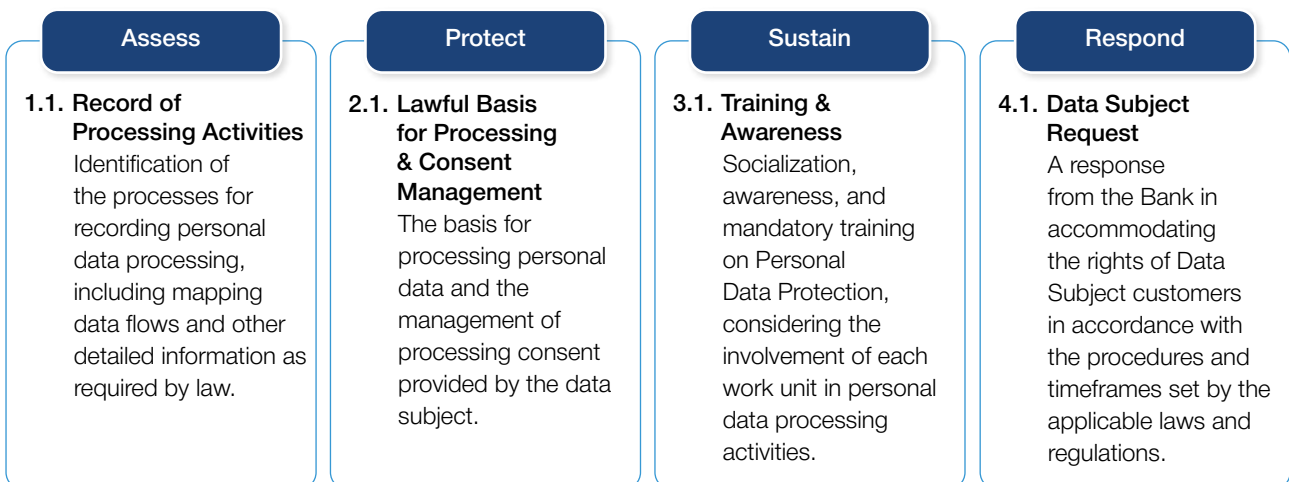 Assess
1.1. Record of
Processing Activities
Identification of
the processes for
recording personal
data processing,
including mapping
data flows and other
detailed information as
required by law.
Protect
2.1. Lawful Basis
for Processing
& Consent
Management
The basis for
processing personal
data and the
management of
processing consent
provided by the data
subject.
Sustain
3.1. Training &
Awareness
Socialization,
awareness, and
mandatory training
on Personal
Data Protection,
considering the
involvement of each
work unit in personal
data processing
activities.
Respond
4.1. Data Subject
Request
A response
from the Bank in
accommodating
the rights of Data
Subject customers
in accordance with
the procedures and
timeframes set by the
applicable laws and
regulations.